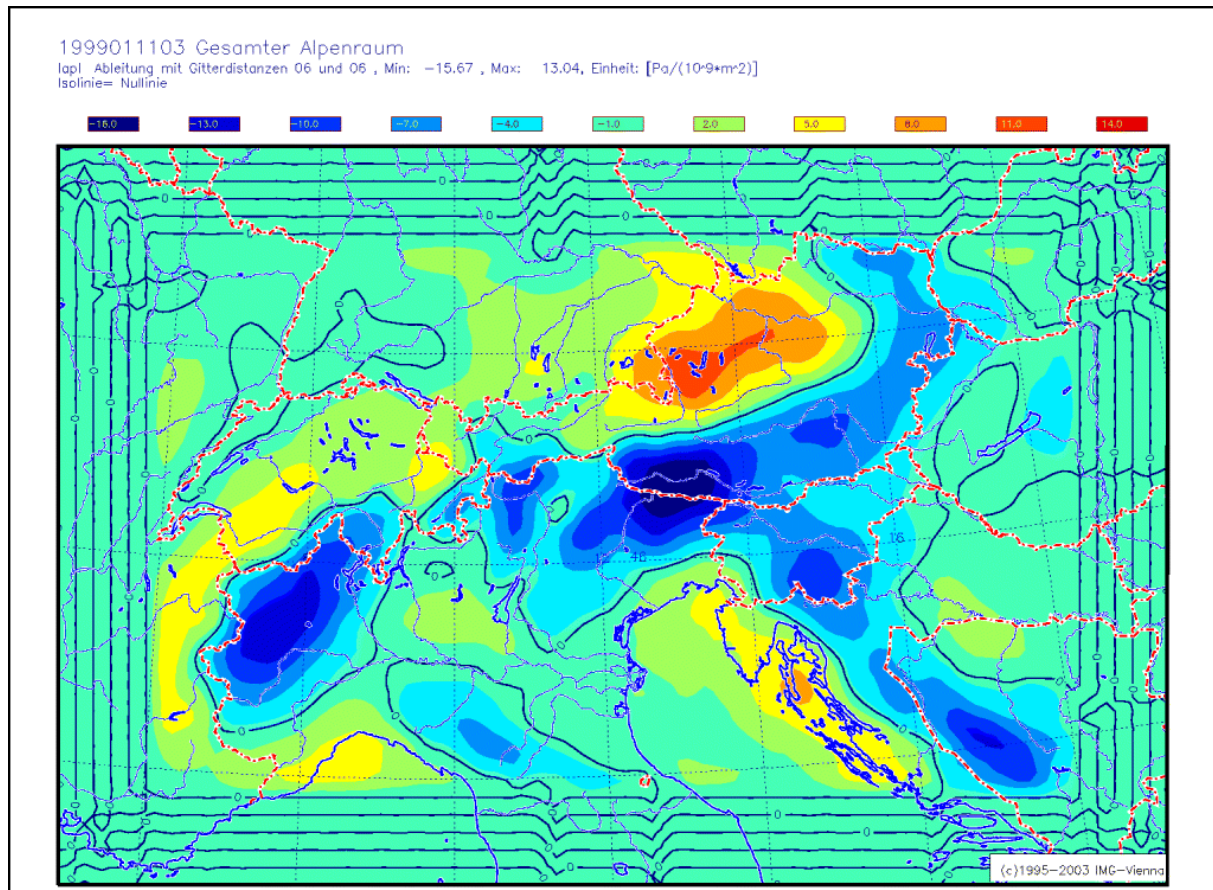 1999011103 Gesamter Alpenraum
lapl Ableitung mit Gitterdistanzen 06 und 06 , Min: -15.67 , Max: 13.04, Einheit: [Pa/(10^9*m^2)]
Isolinie= Nullinie
-16.0 -13.0 -10.0 -7.0 -4.0 -1.0 2.0 5.0 8.0 11.0 14.0
16
48
(c)1995-2003 IMG-Vienna